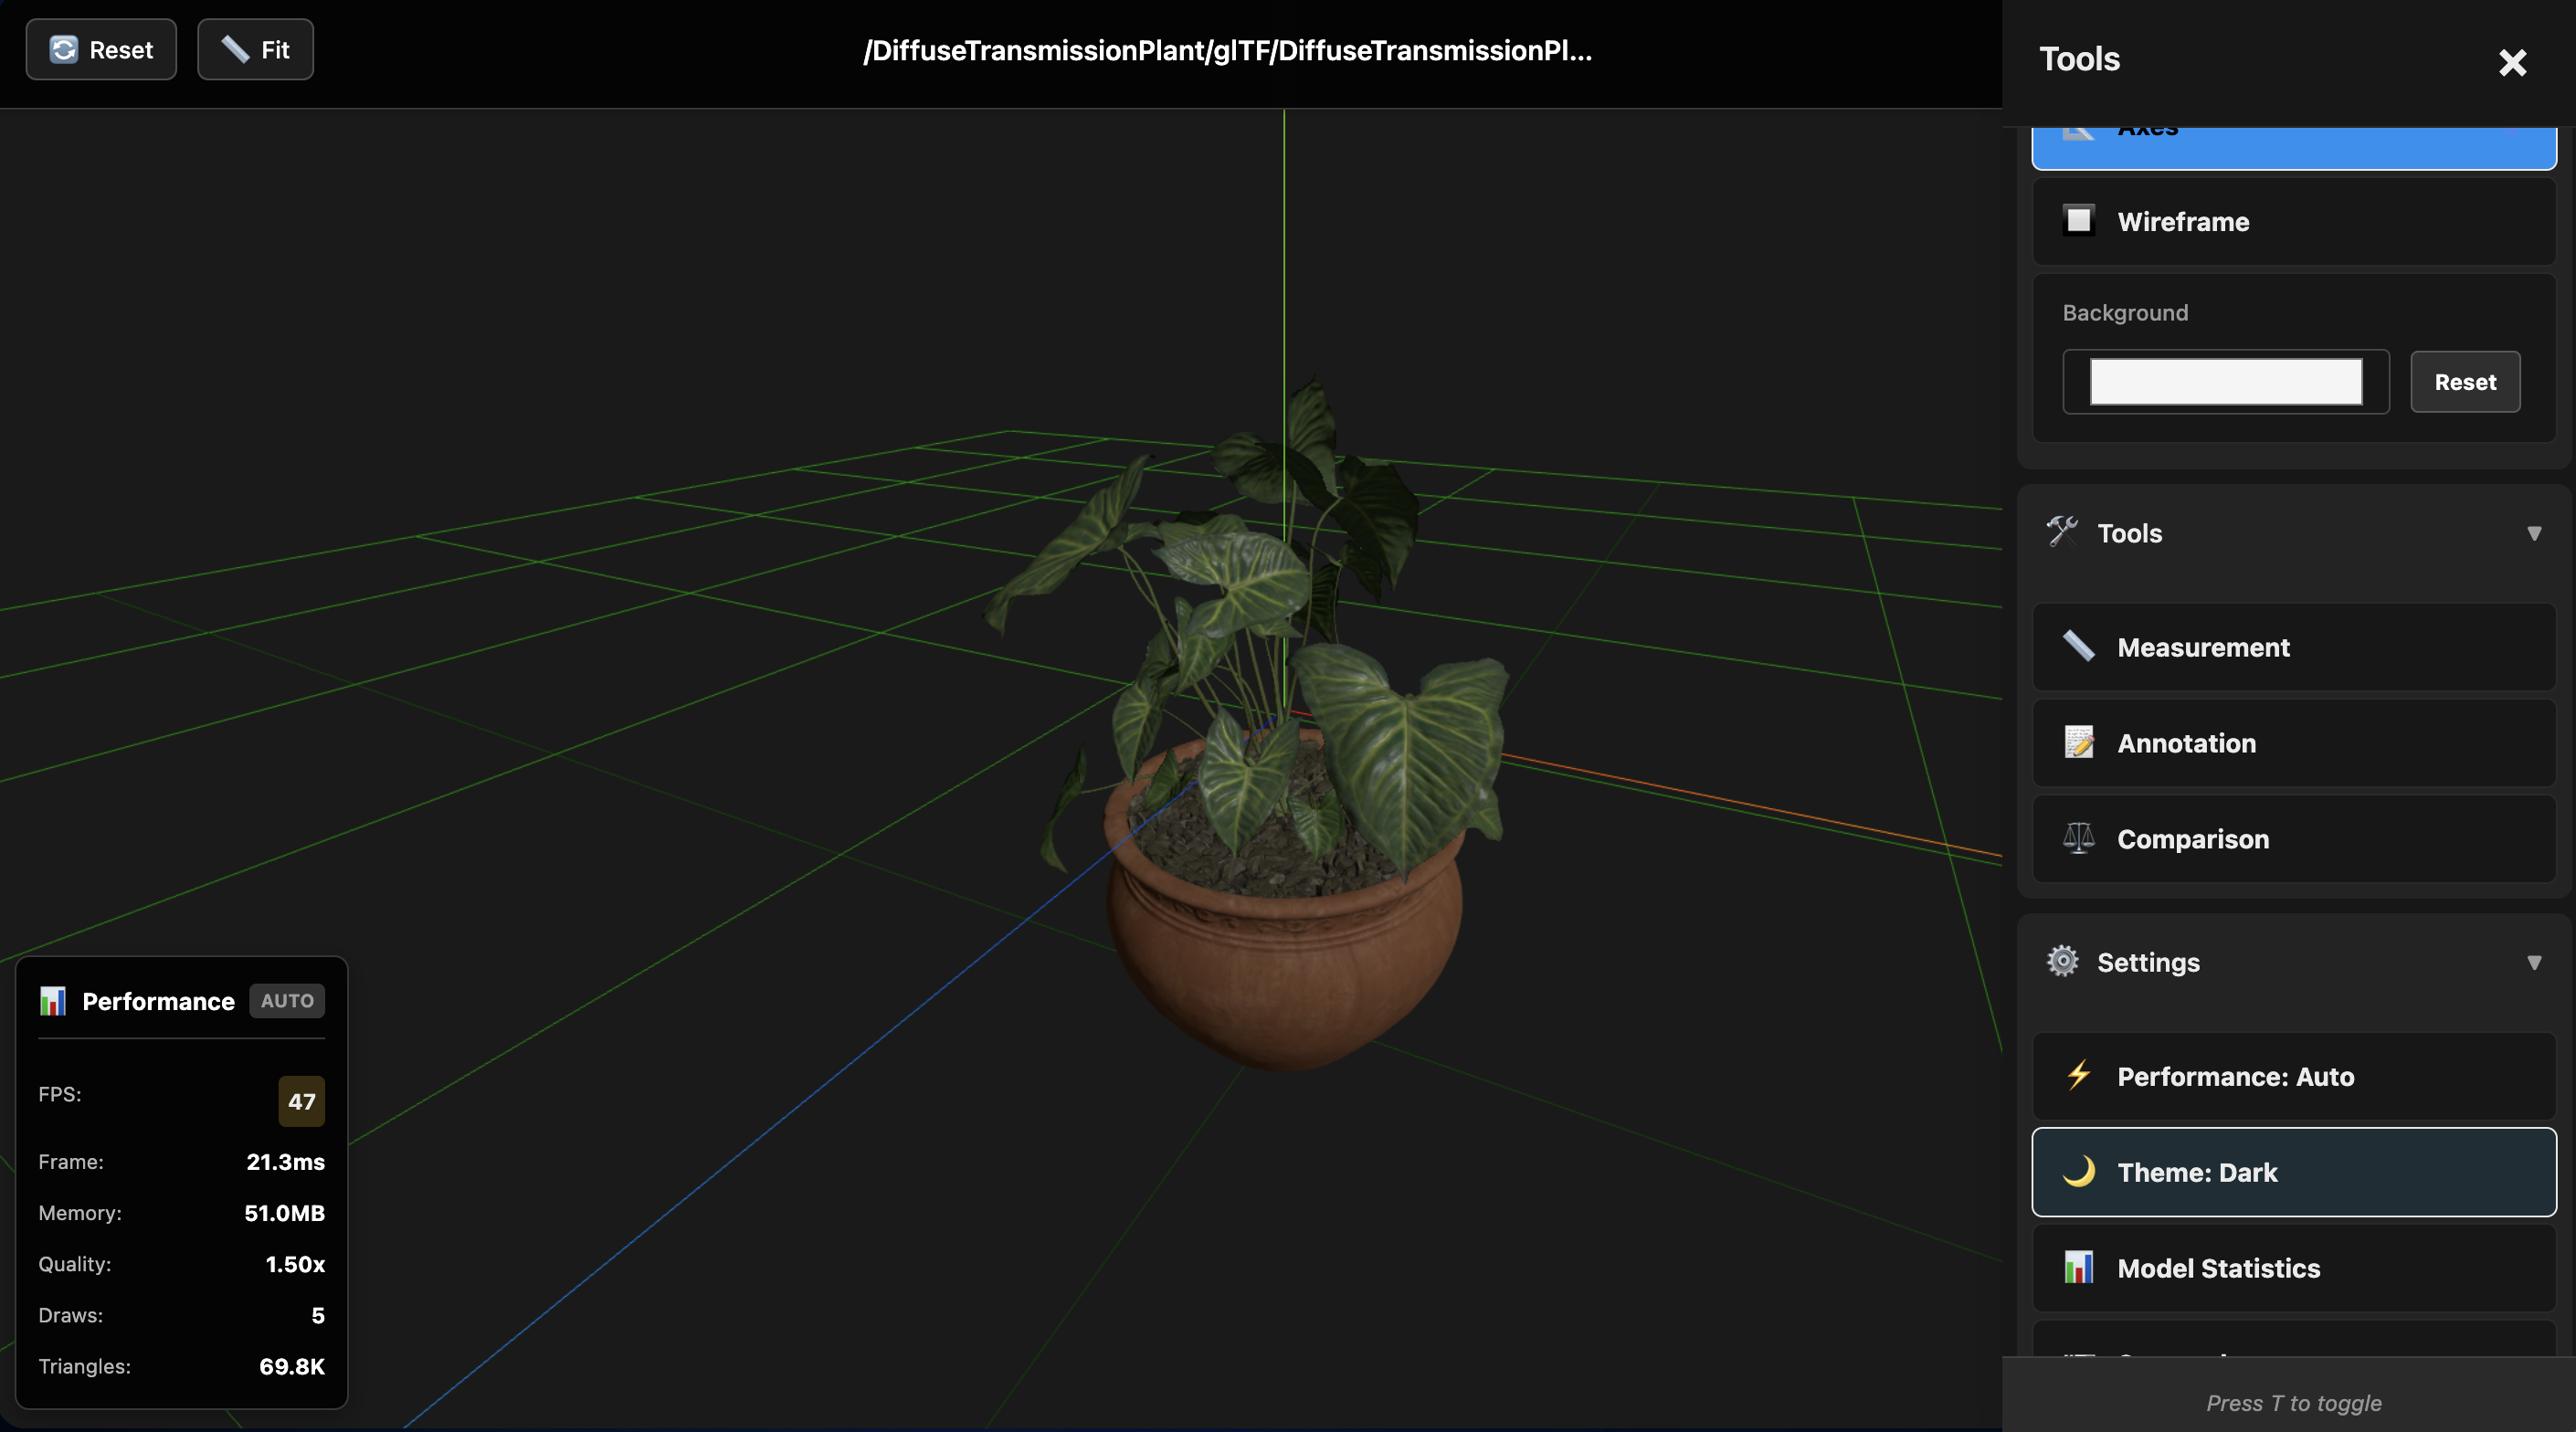 Reset
Fit
/DiffuseTransmissionPlant/glTF/DiffuseTransmissionPl...
Tools
Axes
Wireframe
Background
Reset
Tools
Measurement
Annotation
Comparison
Settings
Performance: Auto
Theme: Dark
Model Statistics
Press T to toggle
Performance AUTO
FPS: 47
Frame: 21.3ms
Memory: 51.0MB
Quality: 1.50x
Draws: 5
Triangles: 69.8K